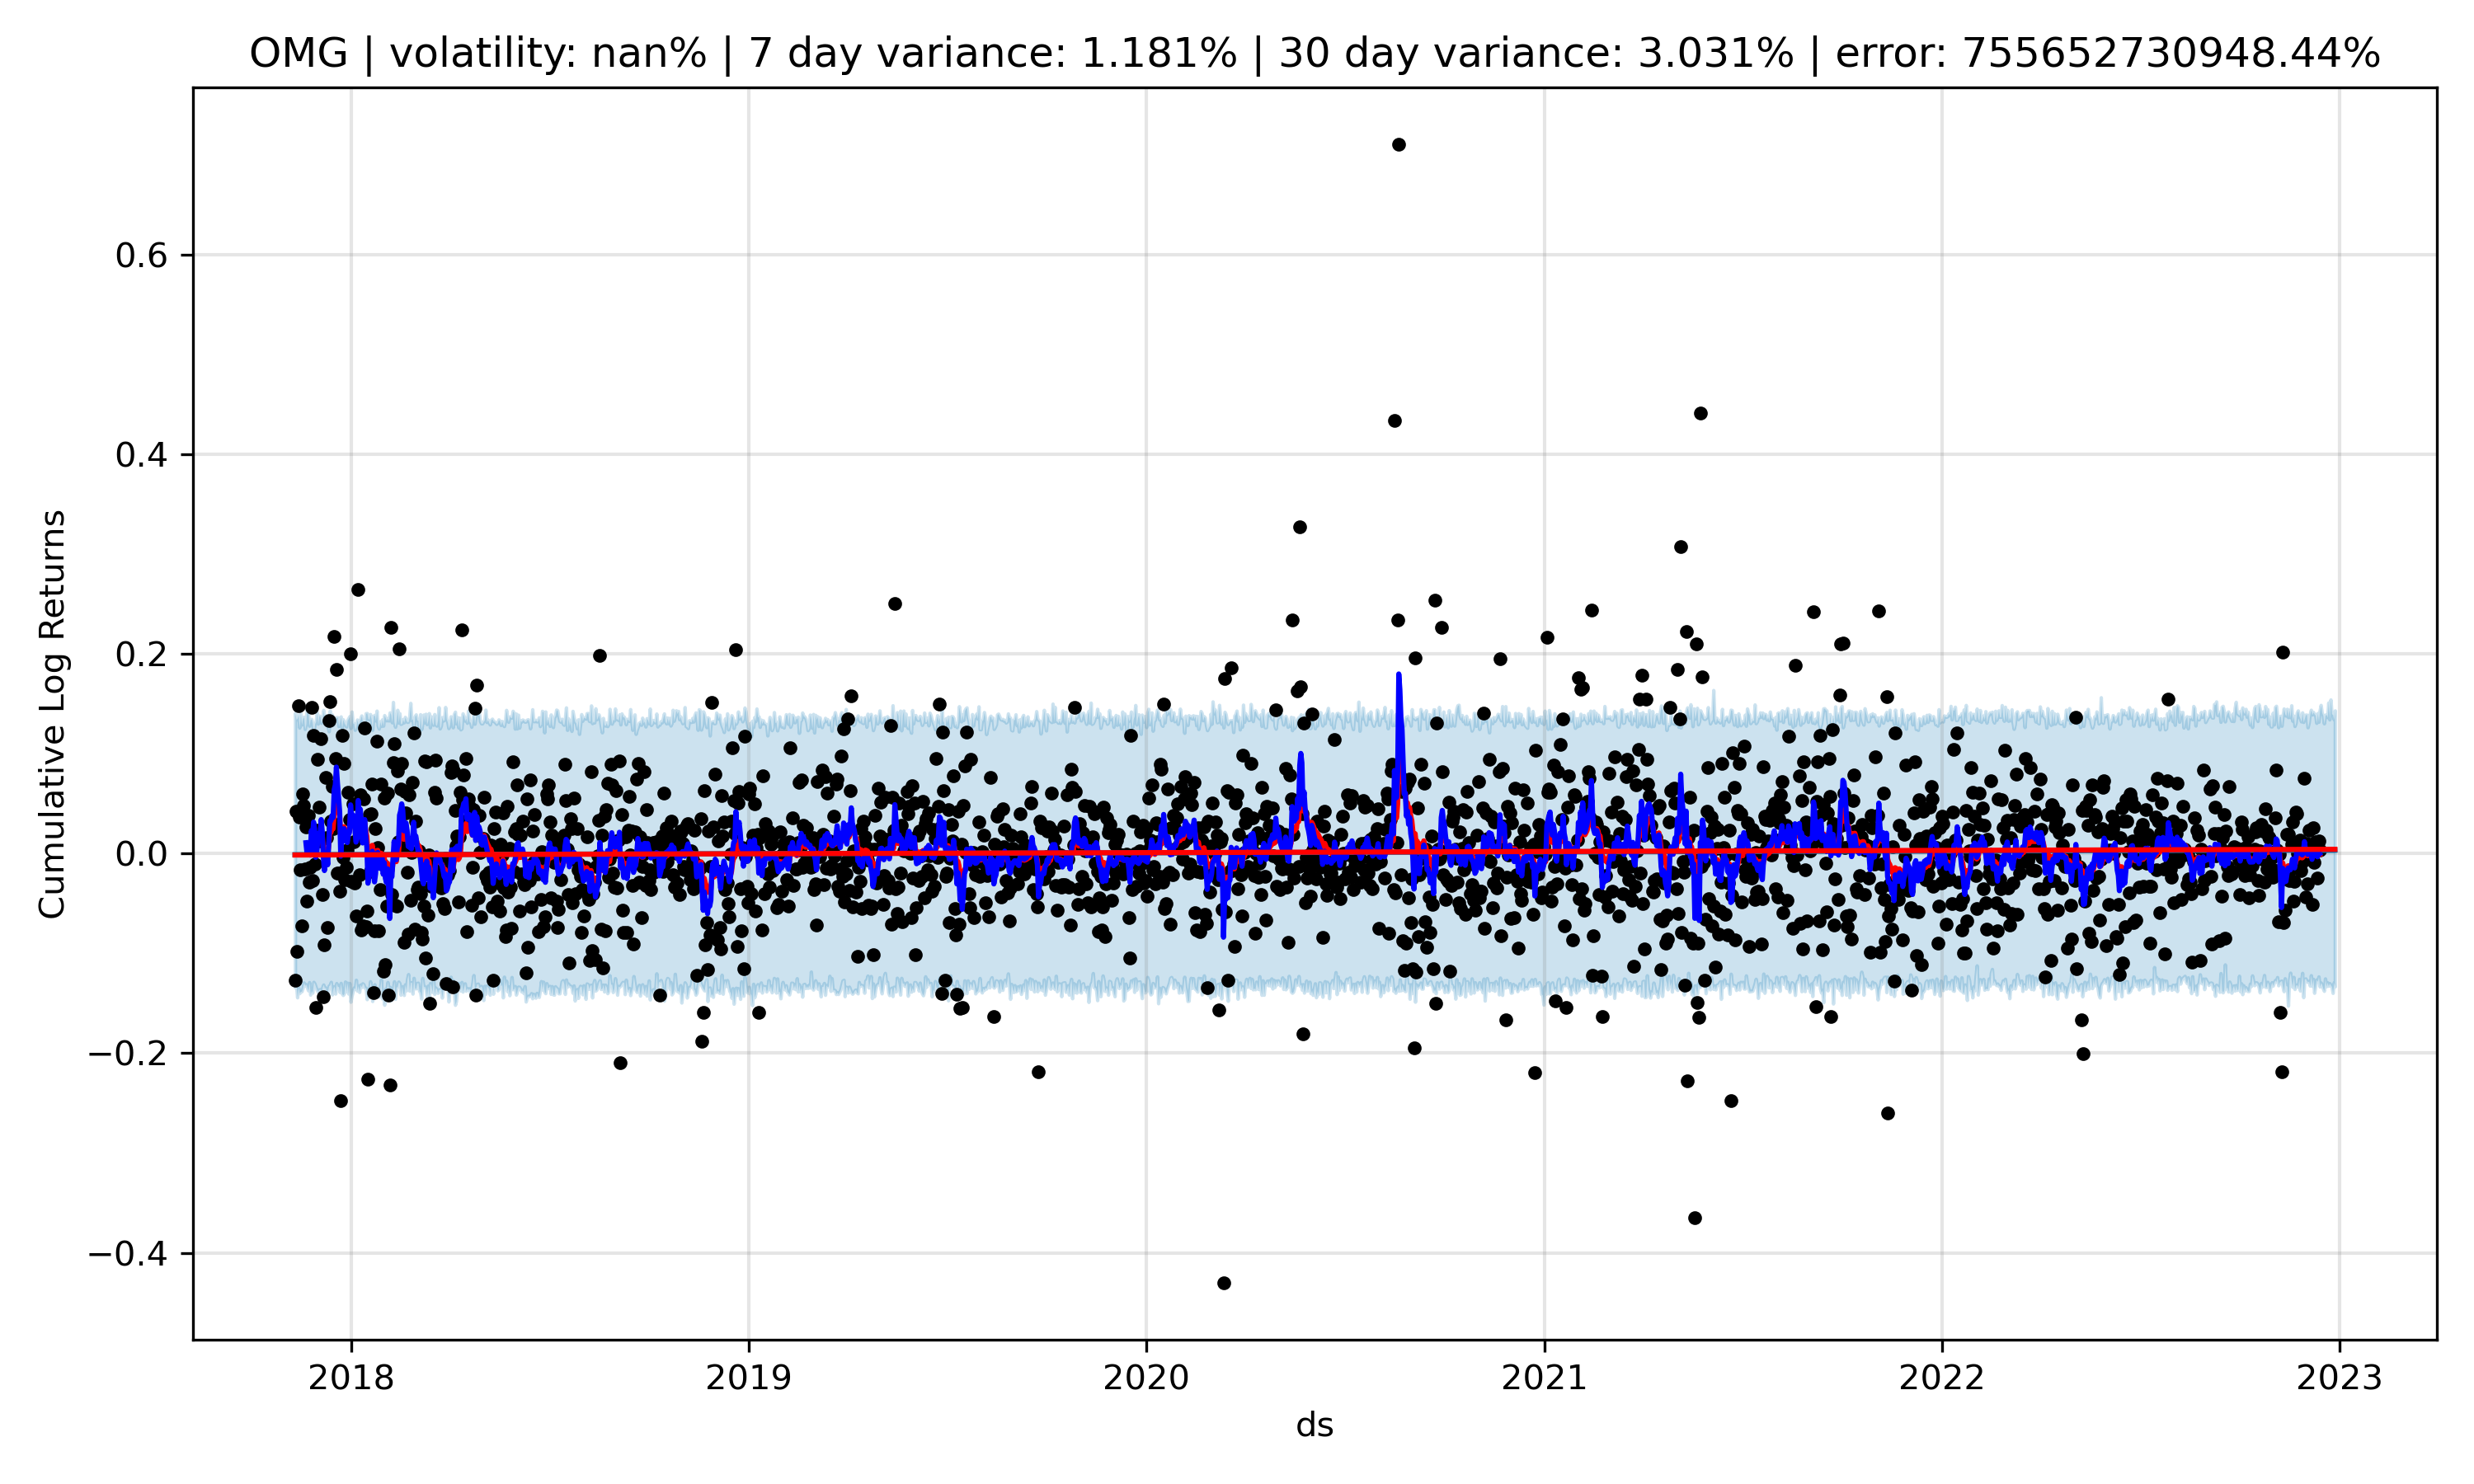 OMG | volatility: nan% | 7 day variance: 1.181% | 30 day variance: 3.031% | error: 755652730948.44%
0.6
0.4
0.2
0.0
−0.2
−0.4
Cumulative Log Returns
2018 2019 2020 2021 2022 2023
ds